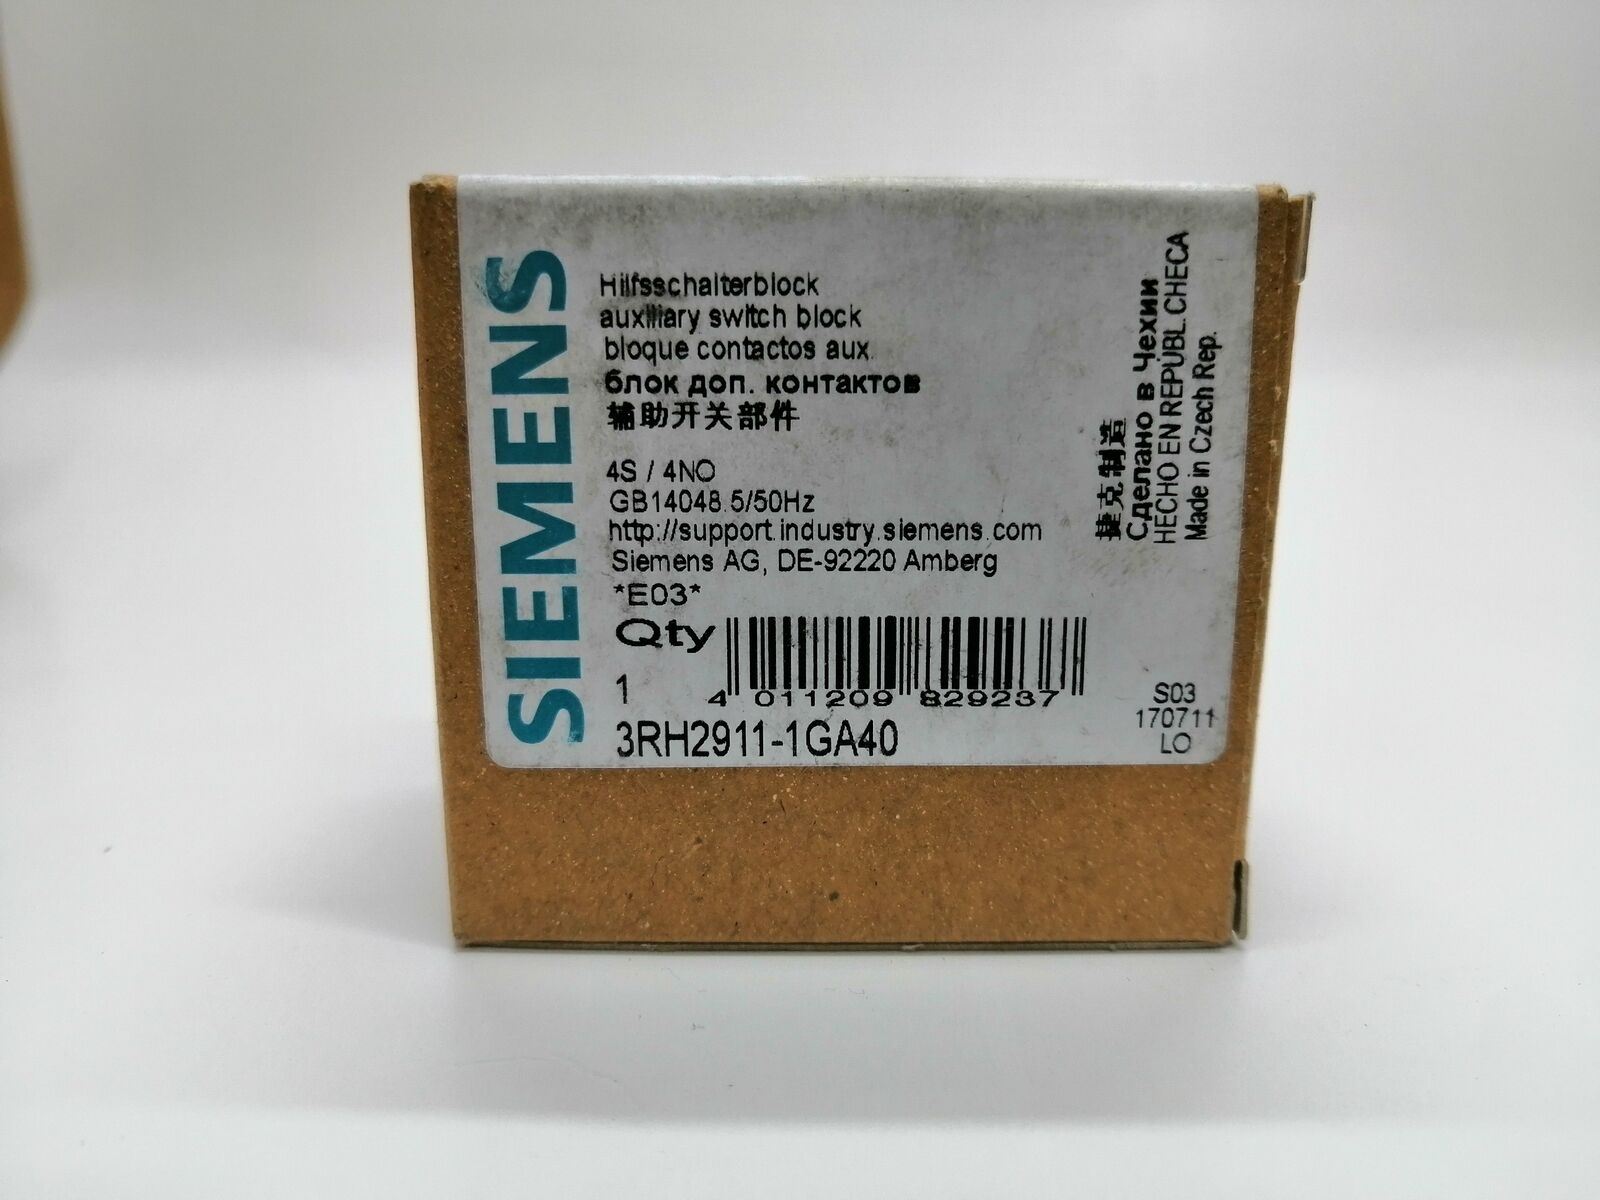 SIEMENS
Hilfsschalterblock
auxiliary switch block
bloque contactos aux.
блок доп. контактов
辅助开关部件
4S / 4NO
GB14048.5/50Hz
http://support.industry.siemens.com
Siemens AG, DE-92220 Amberg
*E03*
Qty
1
4 011209 829237
3RH2911-1GA40
捷克制造
Сделано в Чехии
HECHO EN REPÚBL.CHECA
Made in Czech Rep.
S03
170711
LO